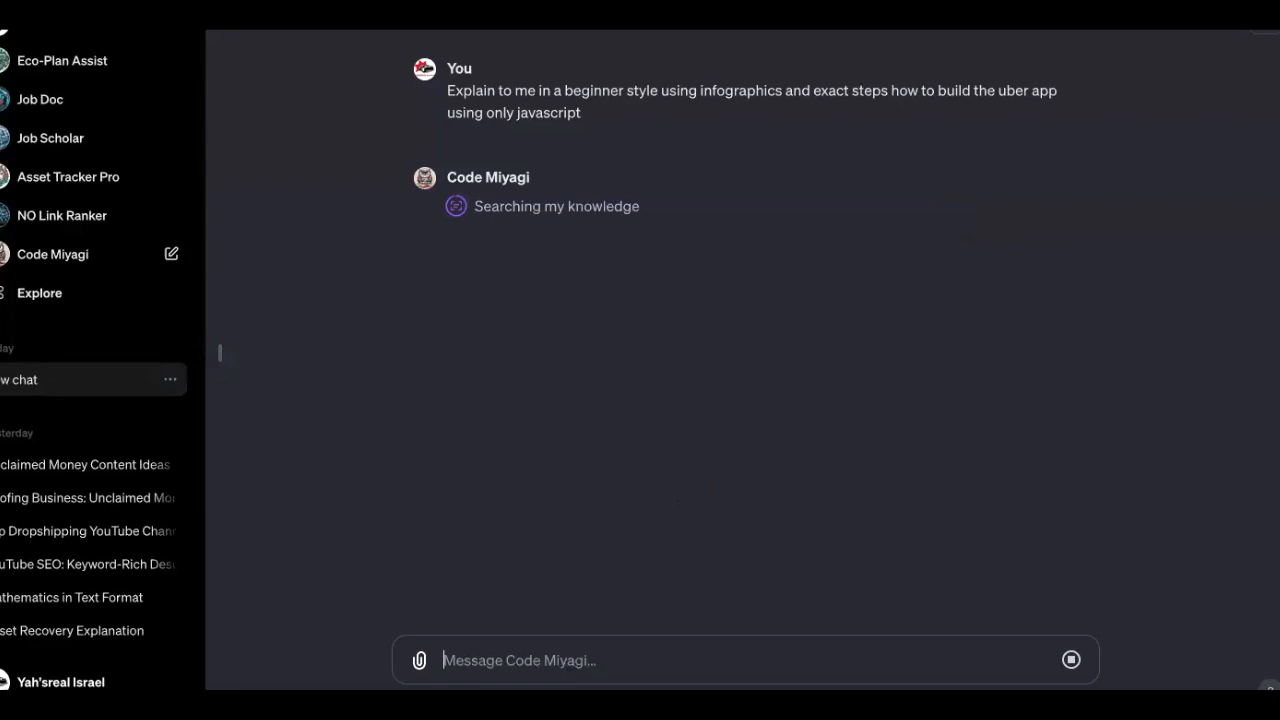 Eco-Plan Assist
Job Doc
Job Scholar
Asset Tracker Pro
NO Link Ranker
Code Miyagi
Explore
day
w chat
sterday
claimed Money Content Ideas
ofing Business: Unclaimed Mo
p Dropshipping YouTube Chan
uTube SEO: Keyword-Rich Des
athematics in Text Format
set Recovery Explanation
Yah'sreal Israel
You
Explain to me in a beginner style using infographics and exact steps how to build the uber app
using only javascript
Code Miyagi
Searching my knowledge
Message Code Miyagi...